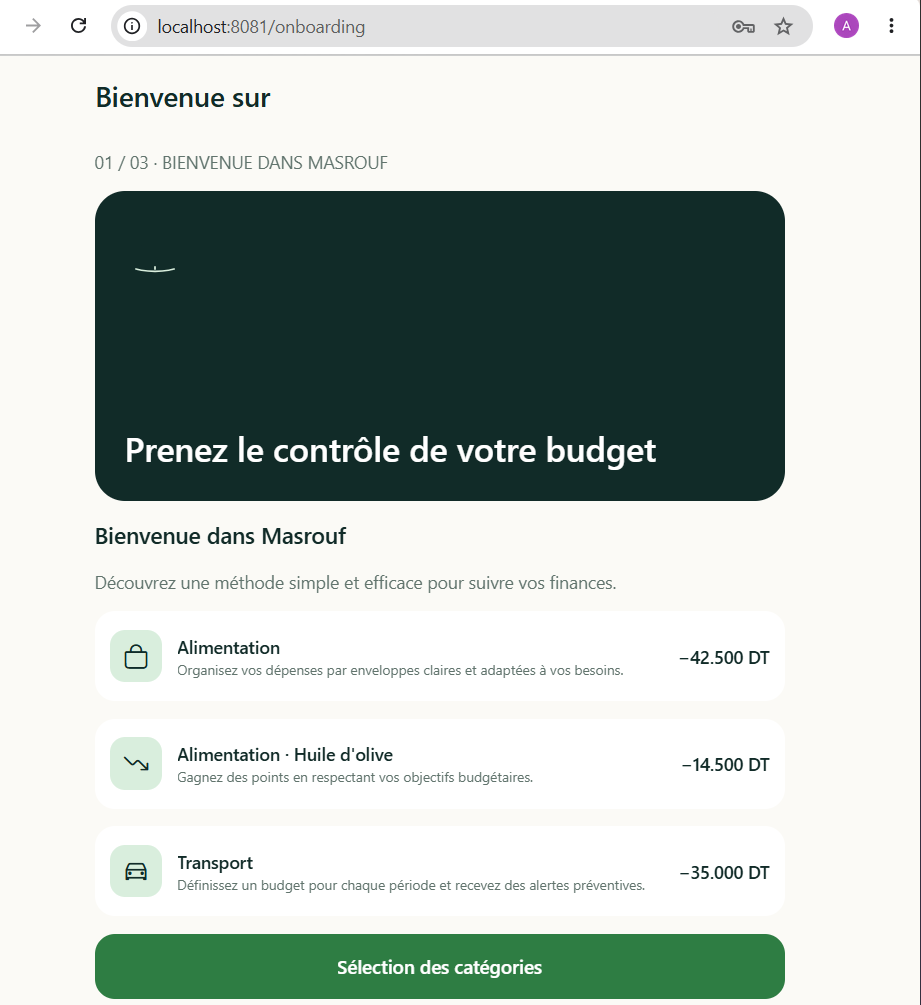 localhost:8081/onboarding
A
Bienvenue sur
01 / 03 · BIENVENUE DANS MASROUF
Prenez le contrôle de votre budget
Bienvenue dans Masrouf
Découvrez une méthode simple et efficace pour suivre vos finances.
Alimentation
Organisez vos dépenses par enveloppes claires et adaptées à vos besoins.
−42.500 DT
Alimentation · Huile d'olive
Gagnez des points en respectant vos objectifs budgétaires.
−14.500 DT
Transport
Définissez un budget pour chaque période et recevez des alertes préventives.
−35.000 DT
Sélection des catégories